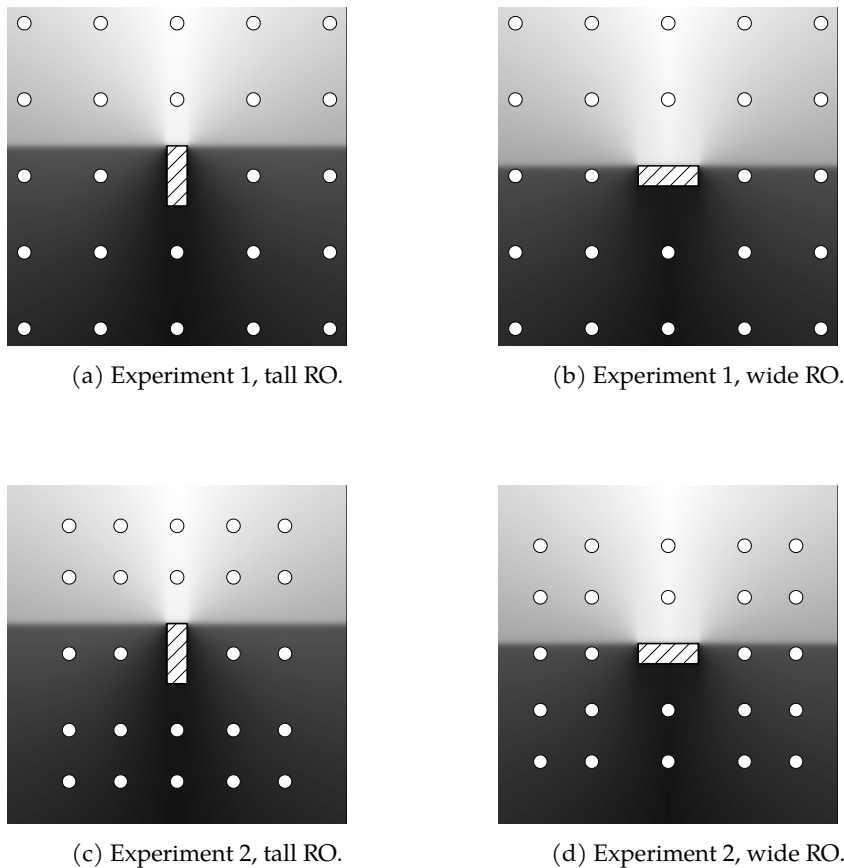 (a) Experiment 1, tall RO.
(b) Experiment 1, wide RO.
(c) Experiment 2, tall RO.
(d) Experiment 2, wide RO.